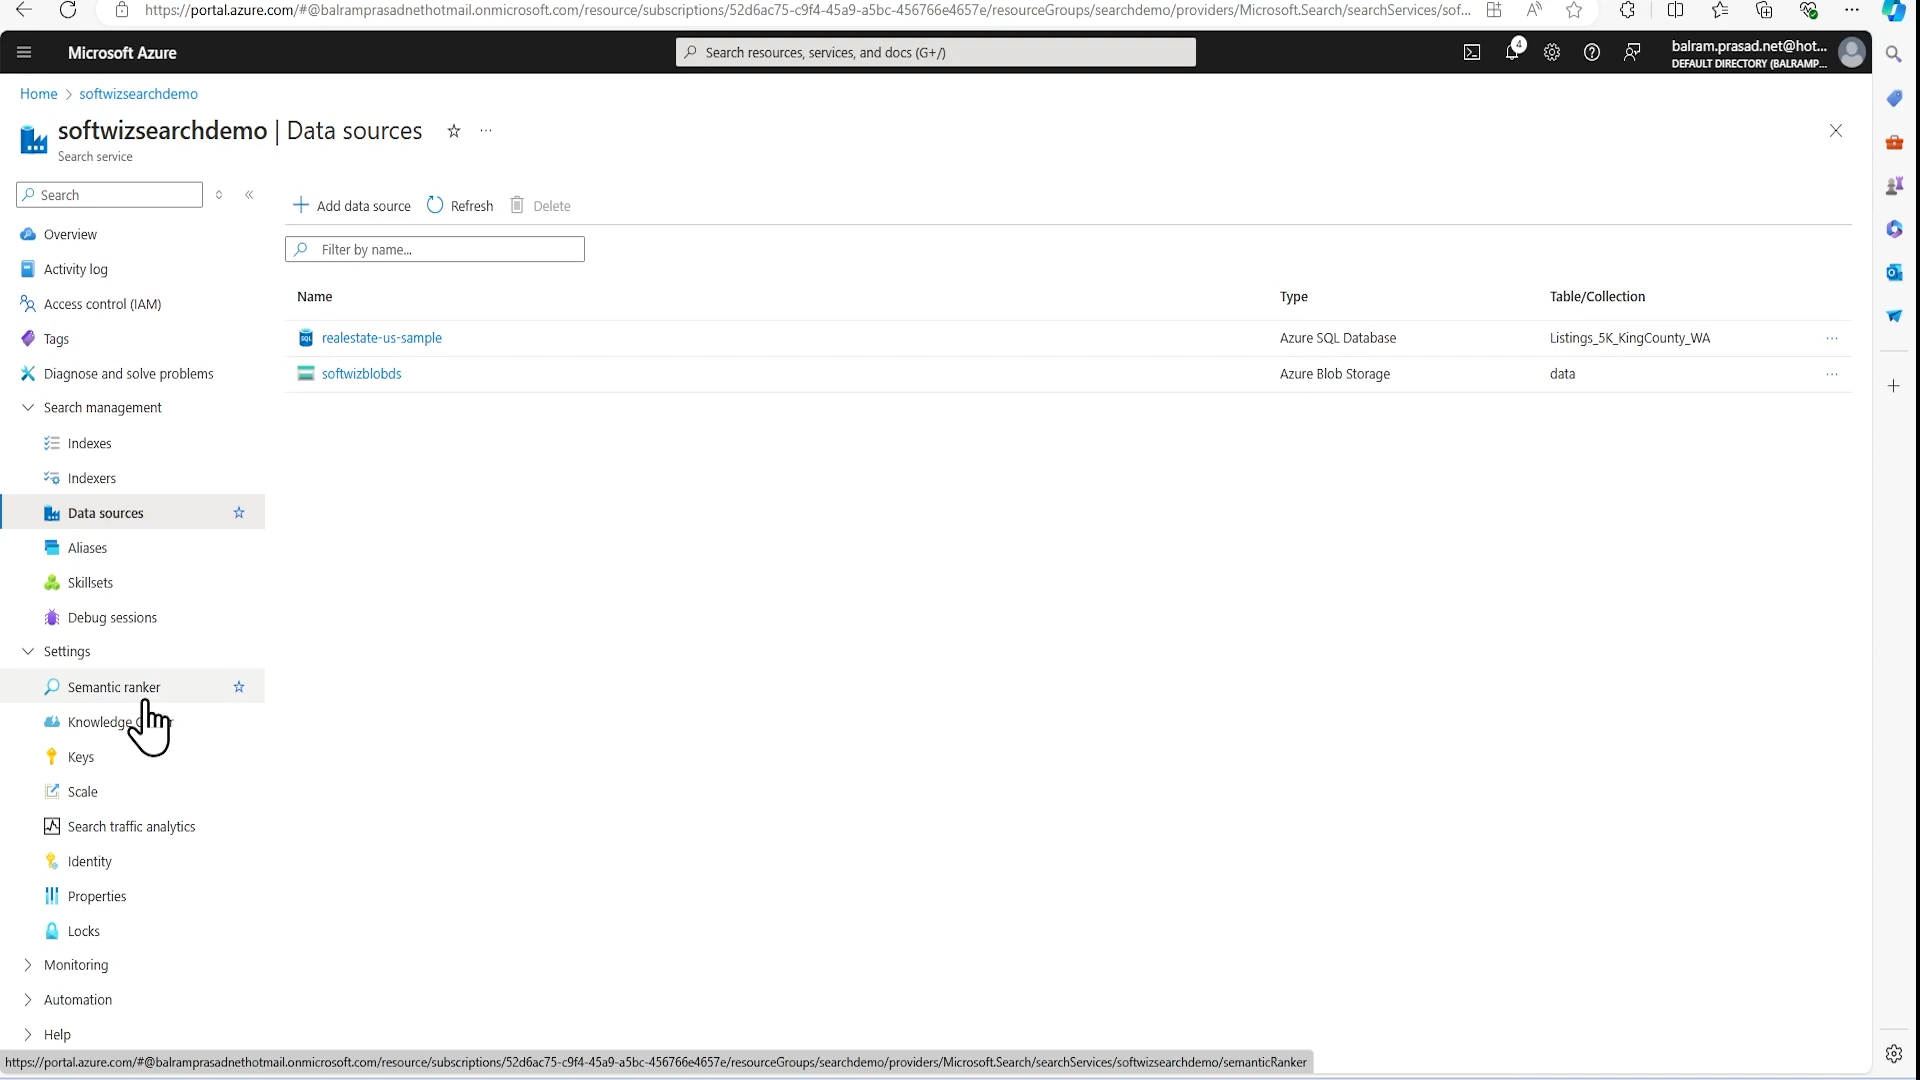 https://portal.azure.com/#@balramprasadnethotmail.onmicrosoft.com/resource/subscriptions/52d6ac75-c9f4-45a9-a5bc-456766e4657e/resourceGroups/searchdemo/providers/Microsoft.Search/searchServices/sof...
Microsoft Azure
Search resources, services, and docs (G+/)
4
balram.prasad.net@hot...
DEFAULT DIRECTORY (BALRAMP...
Home > softwizsearchdemo
softwizsearchdemo | Data sources
Search service
Search
Add data source
Refresh
Delete
Filter by name...
Overview
Activity log
Access control (IAM)
Tags
Diagnose and solve problems
Search management
Indexes
Indexers
Data sources
Aliases
Skillsets
Debug sessions
Settings
Semantic ranker
Knowledge
Keys
Scale
Search traffic analytics
Identity
Properties
Locks
Monitoring
Automation
Help
Name Type Table/Collection
SQL realestate-us-sample Azure SQL Database Listings_5K_KingCounty_WA
softwizblobds Azure Blob Storage data
https://portal.azure.com/#@balramprasadnethotmail.onmicrosoft.com/resource/subscriptions/52d6ac75-c9f4-45a9-a5bc-456766e4657e/resourceGroups/searchdemo/providers/Microsoft.Search/searchServices/softwizsearchdemo/semanticRanker